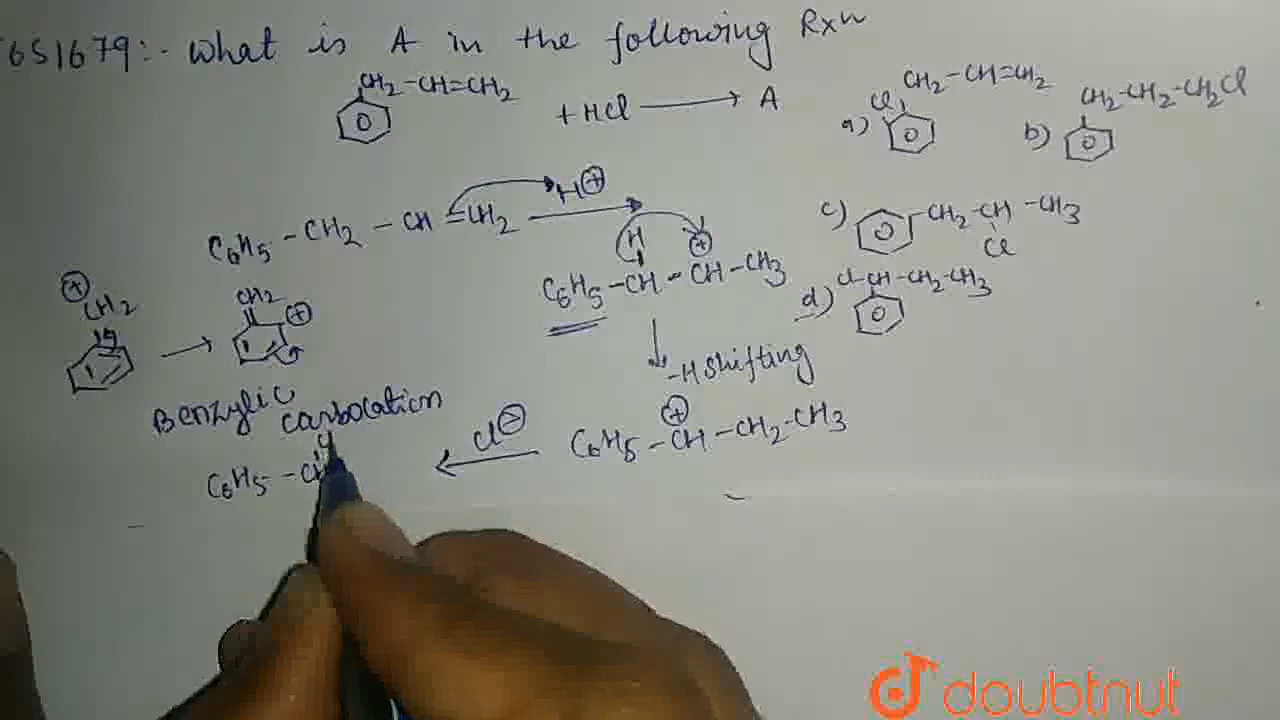 651679:- What is A in the following Rxn
CH2-CH=CH2
+HCl → A
a) Cl CH2-CH=CH2
b) CH2-CH2-CH2Cl
C6H5-CH2-CH=CH2 H⊕ →
c) CH2-CH-CH3
Cl
H ⊕
C6H5-CH-CH-CH3
d) Cl-CH-CH2-CH3
⊕
CH2 → CH2 ⊕
-H shifting
Benzylic
carbocation
⊕
C6H5-CH-CH2-CH3
Cl⊖ ←
Cl
C6H5-CH
doubtnut